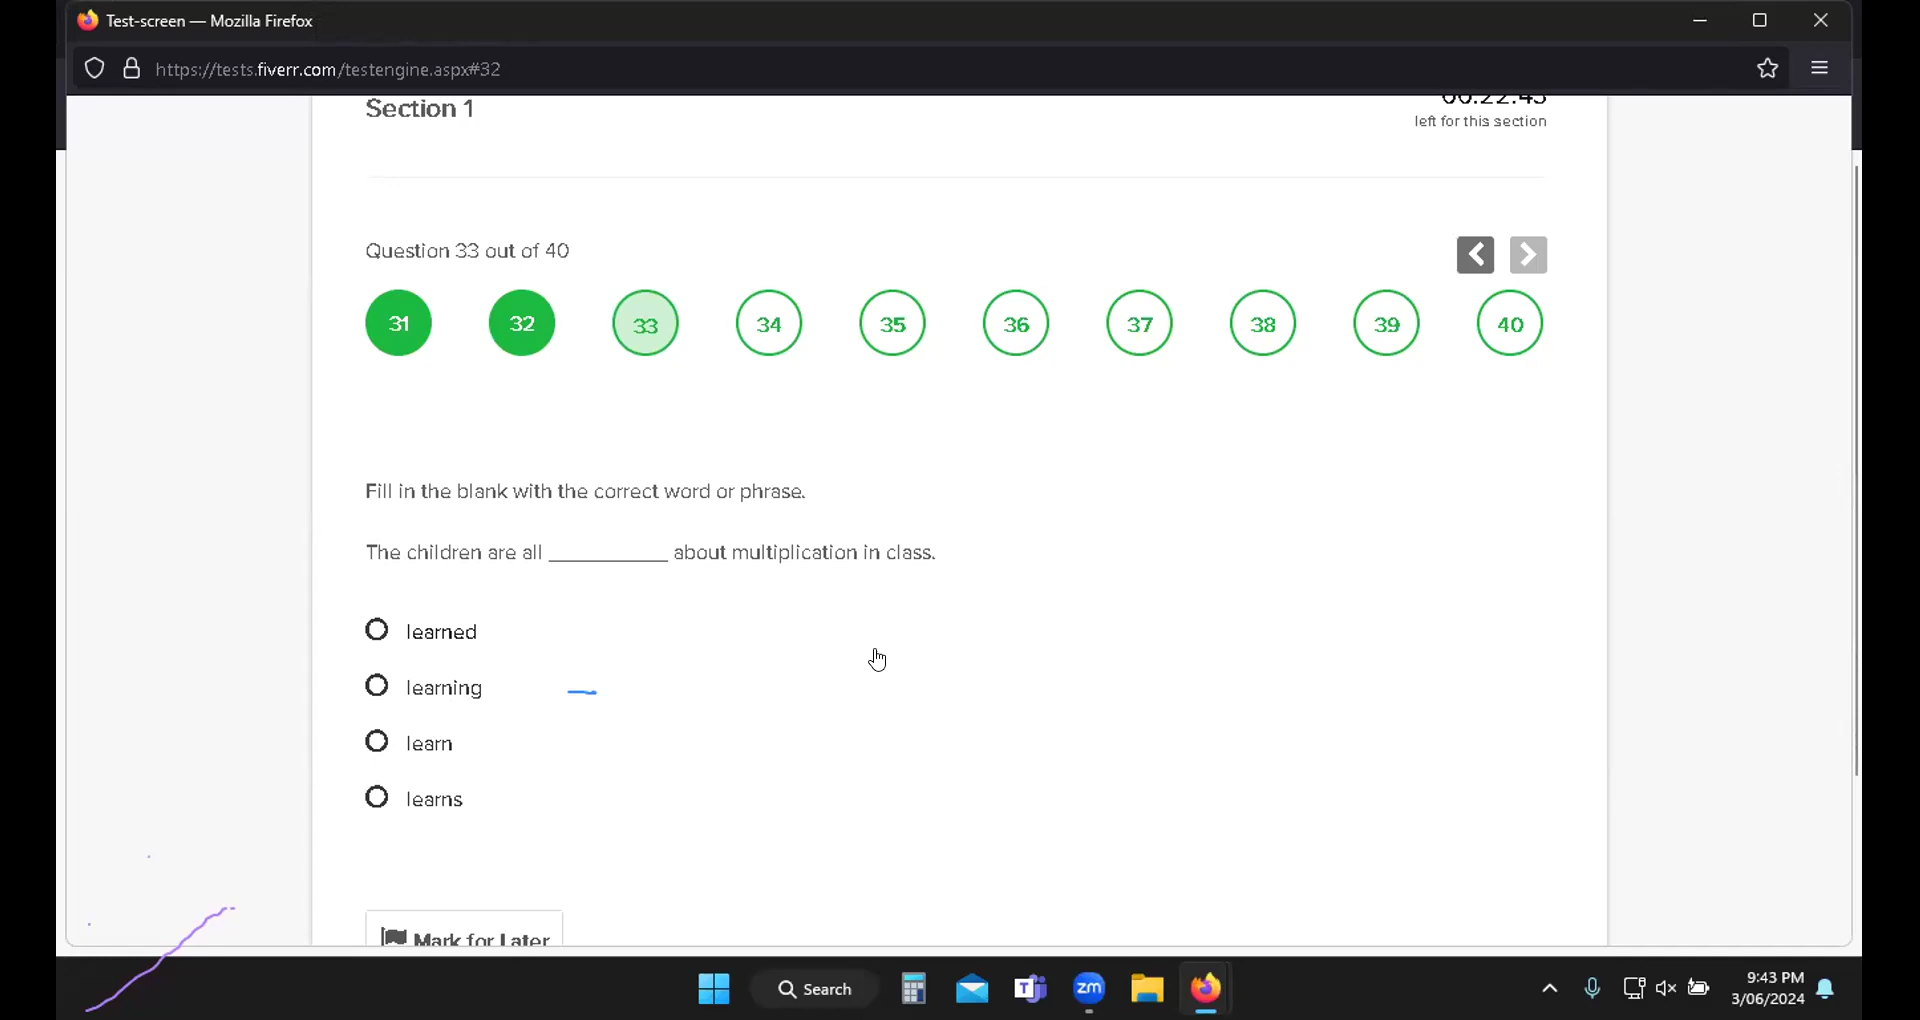 Test-screen — Mozilla Firefox
https://tests.fiverr.com/testengine.aspx#32
Section 1
left for this section
Question 33 out of 40
31 32 33 34 35 36 37 38 39 40
Fill in the blank with the correct word or phrase.
The children are all ___________ about multiplication in class.
learned
learning
learn
learns
Mark for Later
Search
zm
9:43 PM
3/06/2024